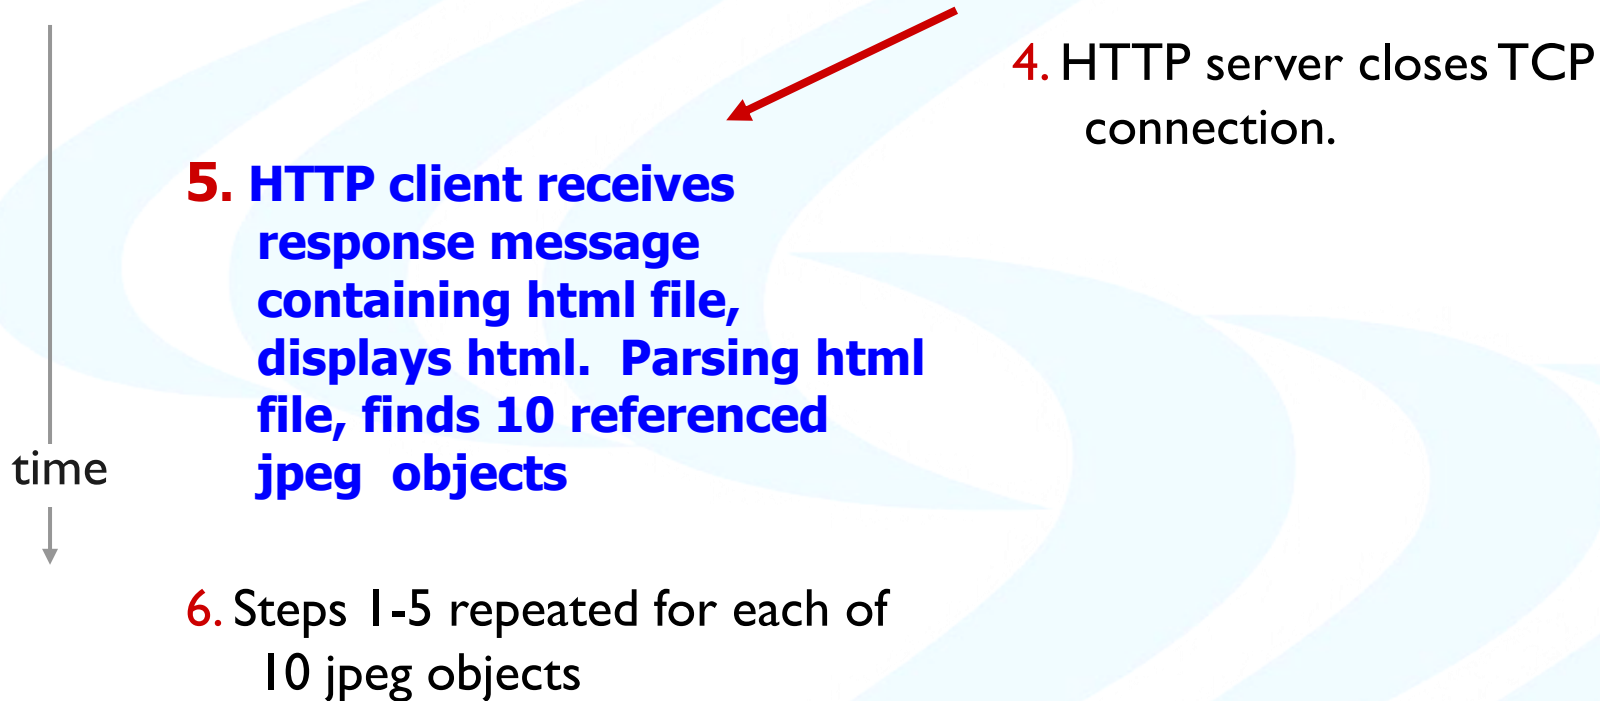 4. HTTP server closes TCP
connection.
5. HTTP client receives
response message
containing html file,
displays html.  Parsing html
file, finds 10 referenced
jpeg  objects
time
6. Steps 1-5 repeated for each of
10 jpeg objects